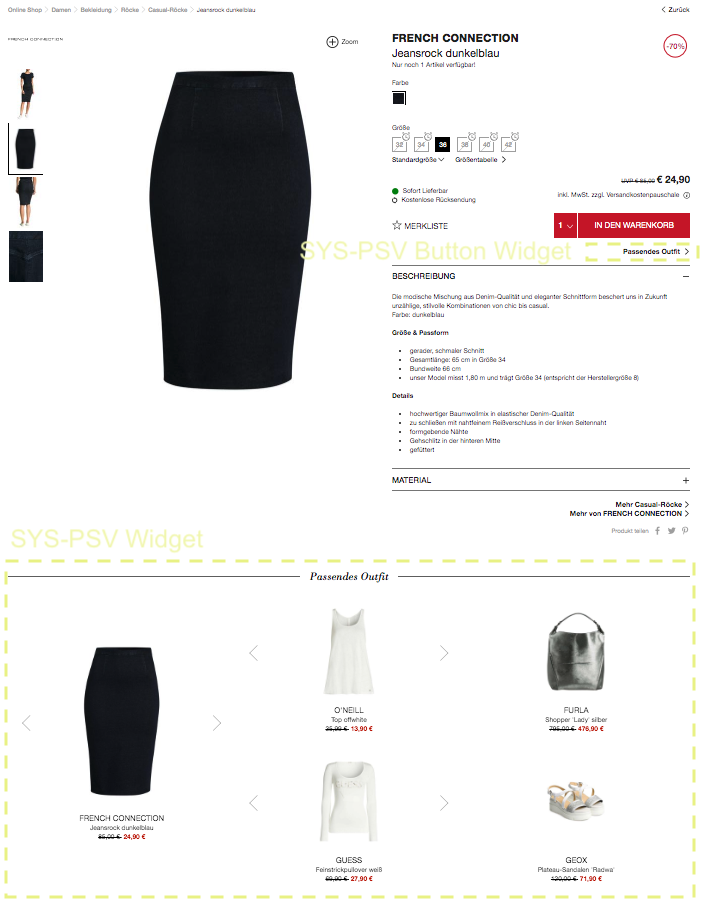 Online Shop > Damen > Bekleidung > Röcke > Casual-Röcke > Jeansrock dunkelblau
Zurück
FRENCH CONNECTION
Zoom
FRENCH CONNECTION
Jeansrock dunkelblau
Nur noch 1 Artikel verfügbar!
-70%
Farbe
Größe
32 34 36 38 40 42
Standardgröße
Größentabelle
UVP € 85,00 € 24,90
Sofort Lieferbar
inkl. MwSt. zzgl. Versandkostenpauschale
Kostenlose Rücksendung
MERKLISTE
1
IN DEN WARENKORB
SYS-PSV Button Widget
Passendes Outfit
BESCHREIBUNG
Die modische Mischung aus Denim-Qualität und eleganter Schnittform beschert uns in Zukunft
unzählige, stilvolle Kombinationen von chic bis casual.
Farbe: dunkelblau
Größe & Passform
• gerader, schmaler Schnitt
• Gesamtlänge: 65 cm in Größe 34
• Bundweite 66 cm
• unser Model misst 1,80 m und trägt Größe 34 (entspricht der Herstellergröße 8)
Details
• hochwertiger Baumwollmix in elastischer Denim-Qualität
• zu schließen mit nahtfeinem Reißverschluss in der linken Seitennaht
• formgebende Nähte
• Gehschlitz in der hinteren Mitte
• gefüttert
MATERIAL
Mehr Casual-Röcke
Mehr von FRENCH CONNECTION
Produkt teilen
SYS-PSV Widget
Passendes Outfit
O'NEILL
Top offwhite
35,99 € 13,90 €
FURLA
Shopper 'Lady' silber
795,00 € 476,90 €
FRENCH CONNECTION
Jeansrock dunkelblau
85,00 € 24,90 €
GUESS
Feinstrickpullover weiß
69,90 € 27,90 €
GEOX
Plateau-Sandalen 'Radwa'
120,00 € 71,90 €